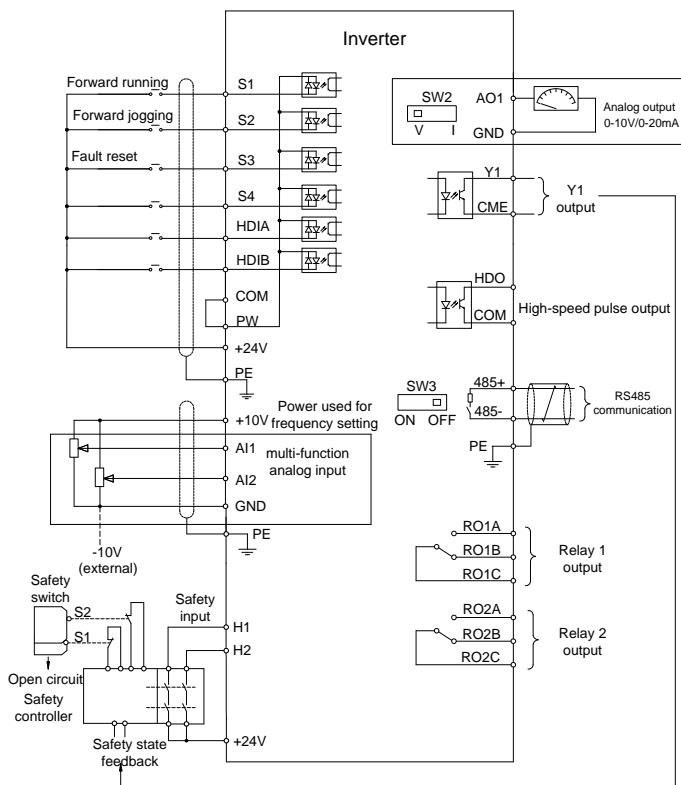 Inverter
Forward running
S1
Forward jogging
S2
Fault reset
S3
S4
HDIA
HDIB
COM
PW
+24V
PE
+10V
Power used for
frequency setting
AI1
multi-function
analog input
AI2
GND
PE
-10V
(external)
Safety
switch
S2
S1
Safety
input
H1
H2
Open circuit
Safety
controller
Safety state
feedback
+24V
SW2
V I
AO1
GND
Analog output
0-10V/0-20mA
Y1
CME
Y1
output
HDO
COM
High-speed pulse output
SW3
ON OFF
485+
485-
PE
RS485
communication
RO1A
RO1B
RO1C
Relay 1
output
RO2A
RO2B
RO2C
Relay 2
output